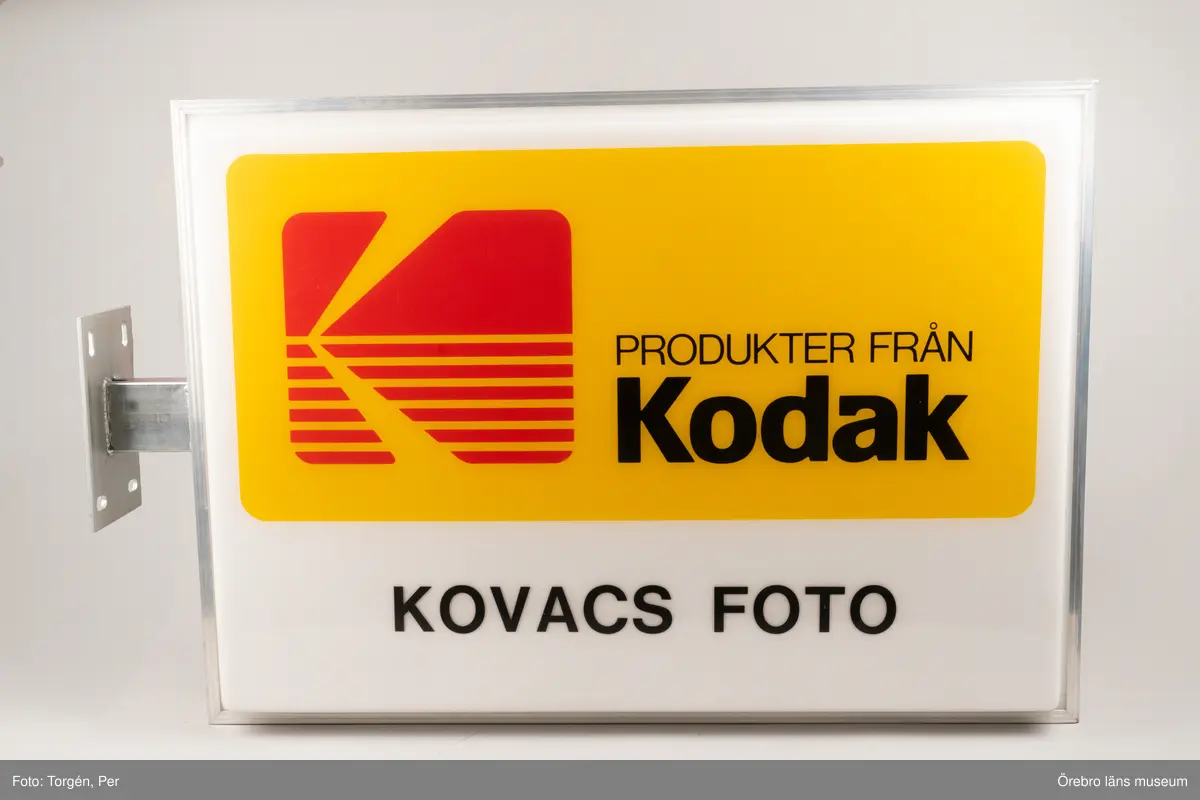 PRODUKTER FRÅN
Kodak
KOVACS FOTO
Foto: Torgén, Per
Örebro läns museum